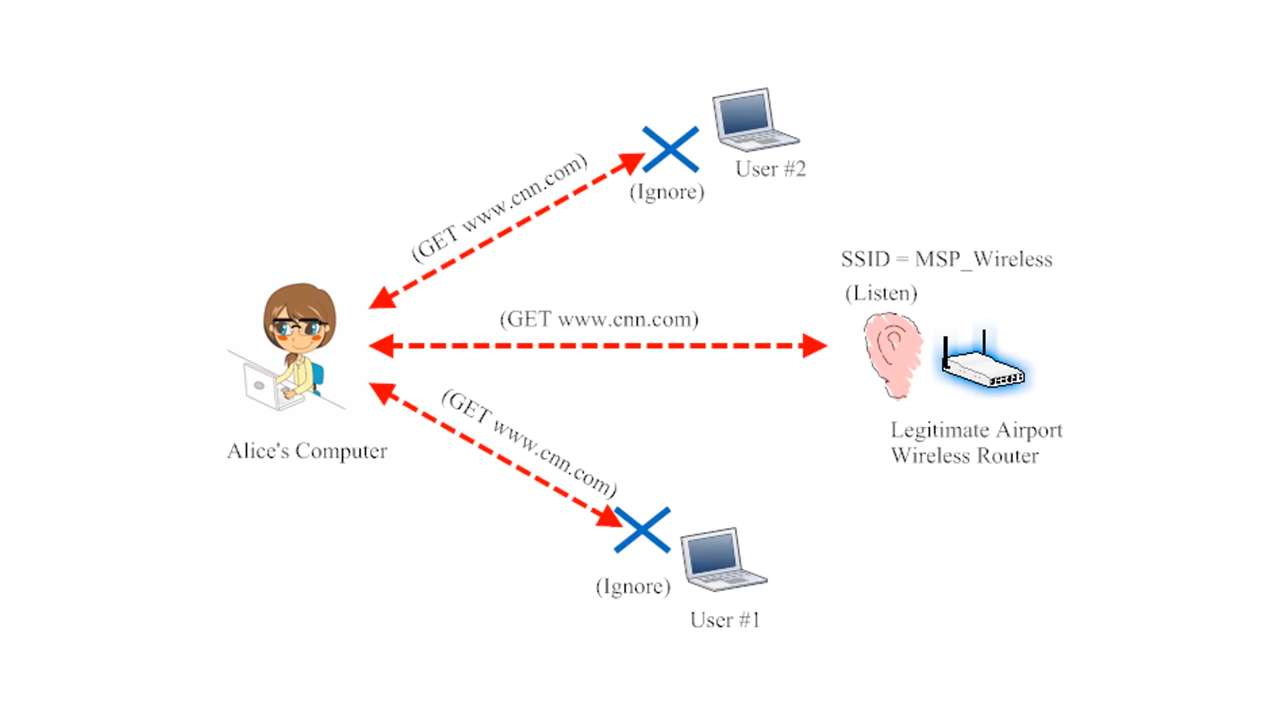 User #2
(GET www.cnn.com)
(Ignore)
SSID = MSP_Wireless
(Listen)
(GET www.cnn.com)
Alice's Computer
(GET www.cnn.com)
Legitimate Airport
Wireless Router
(Ignore)
User #1